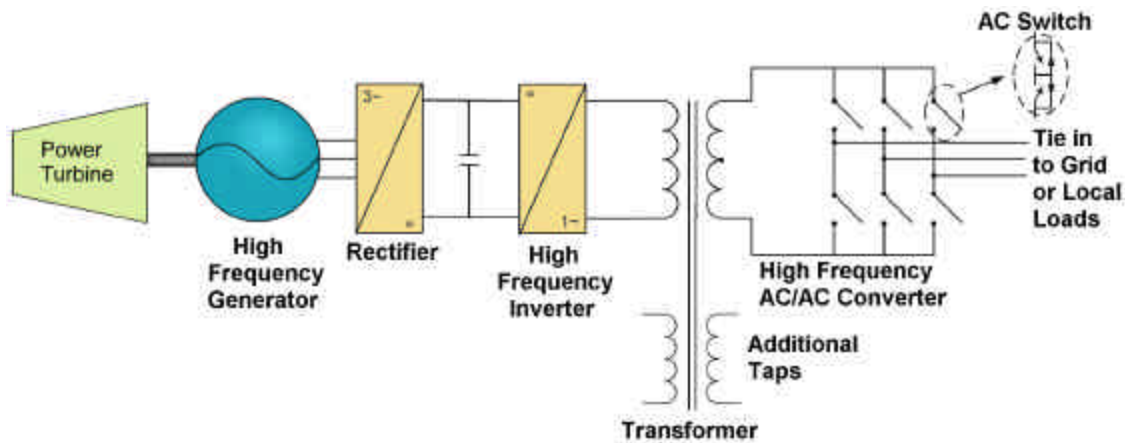 AC Switch
Power
Turbine
3~
=
=
1~
Tie in
to Grid
or Local
Loads
High
Frequency
Generator
Rectifier
High
Frequency
Inverter
High Frequency
AC/AC Converter
Additional
Taps
Transformer